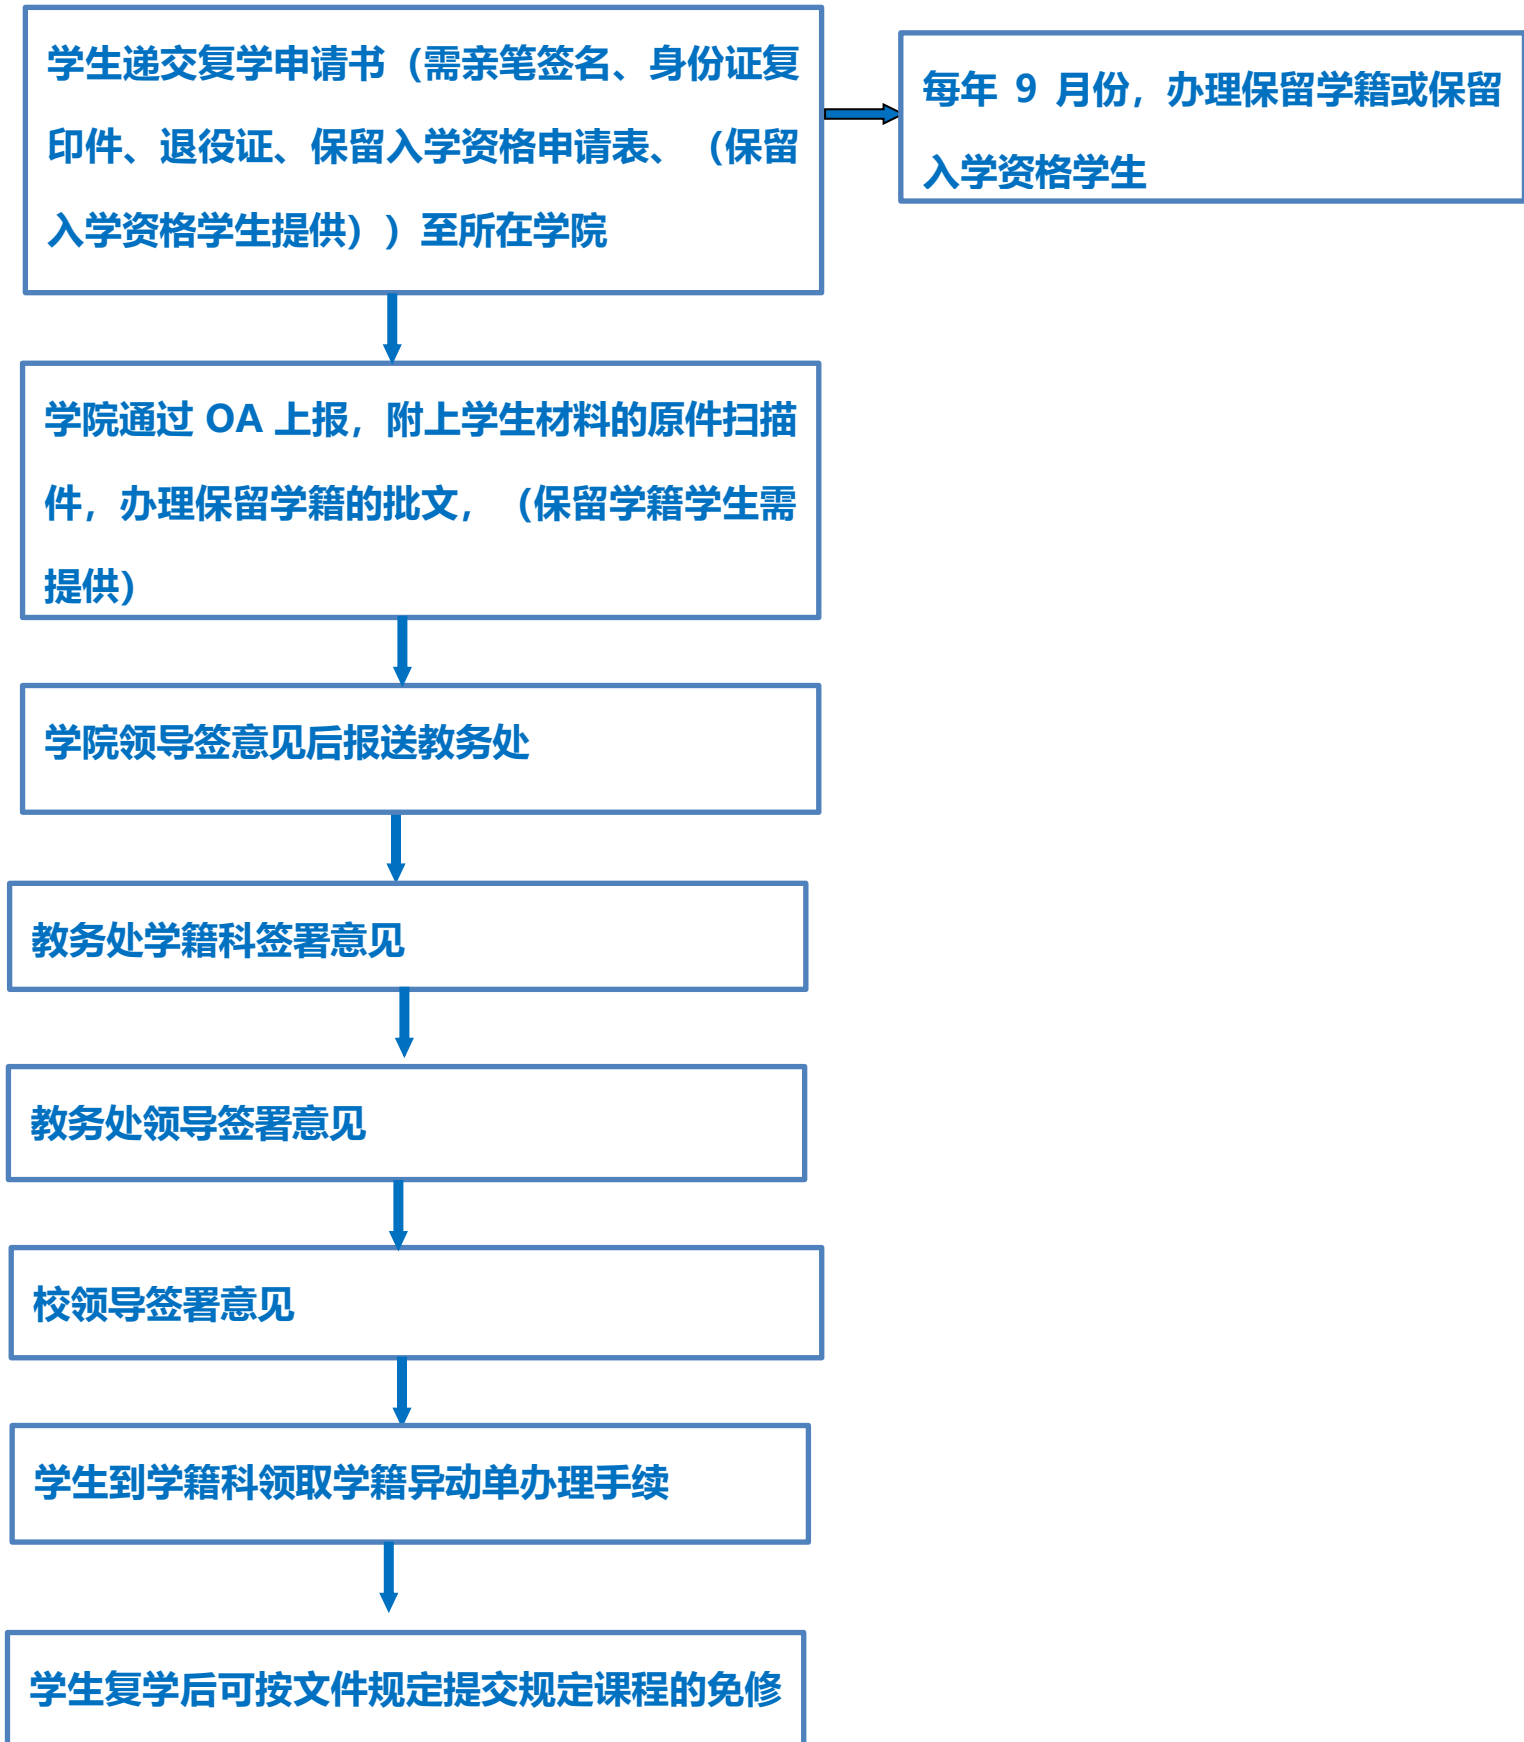 学生递交复学申请书（需亲笔签名、身份证复
印件、退役证、保留入学资格申请表、（保留
入学资格学生提供））至所在学院
每年 9 月份，办理保留学籍或保留
入学资格学生
学院通过 OA 上报，附上学生材料的原件扫描
件，办理保留学籍的批文，（保留学籍学生需
提供）
学院领导签意见后报送教务处
教务处学籍科签署意见
教务处领导签署意见
校领导签署意见
学生到学籍科领取学籍异动单办理手续
学生复学后可按文件规定提交规定课程的免修